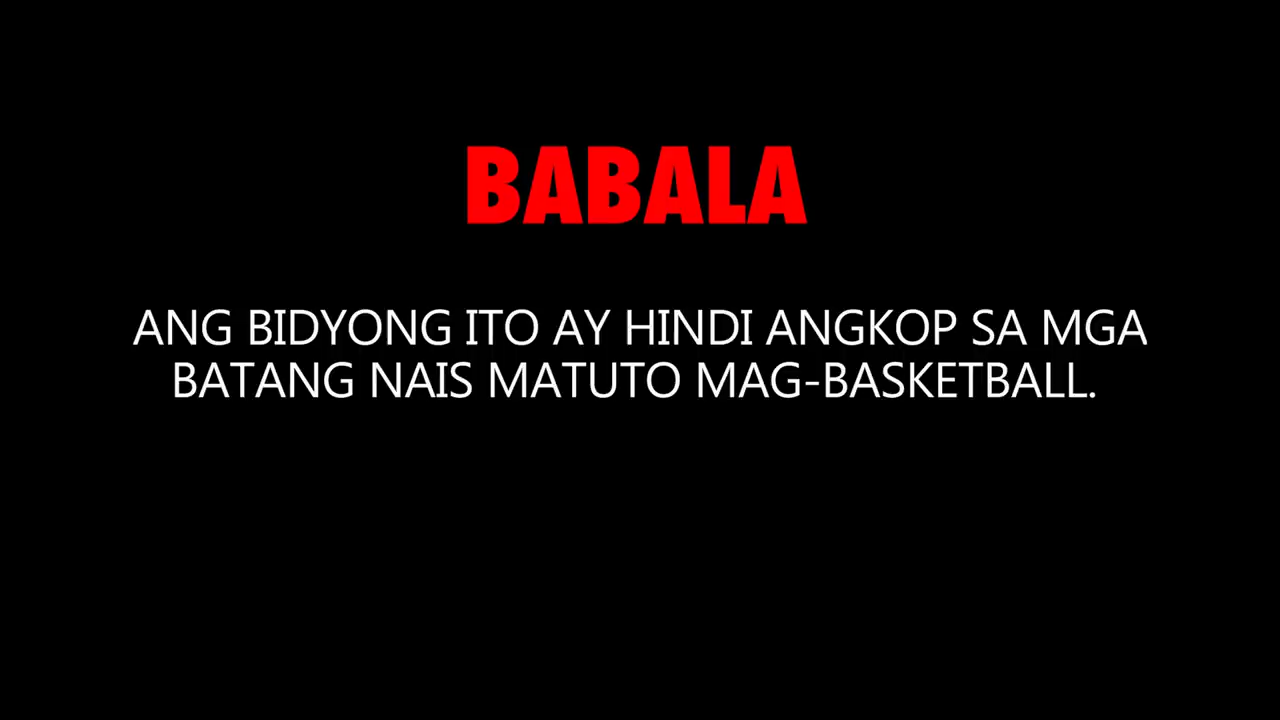 BABALA
ANG BIDYONG ITO AY HINDI ANGKOP SA MGA
BATANG NAIS MATUTO MAG-BASKETBALL.